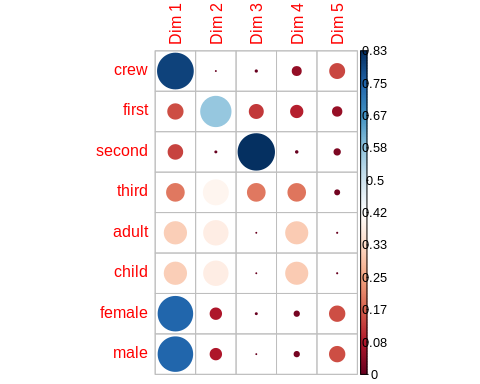 Dim 1 Dim 2 Dim 3 Dim 4 Dim 5
crew
first
second
third
adult
child
female
male
0.83
0.75
0.67
0.58
0.5
0.42
0.33
0.25
0.17
0.08
0